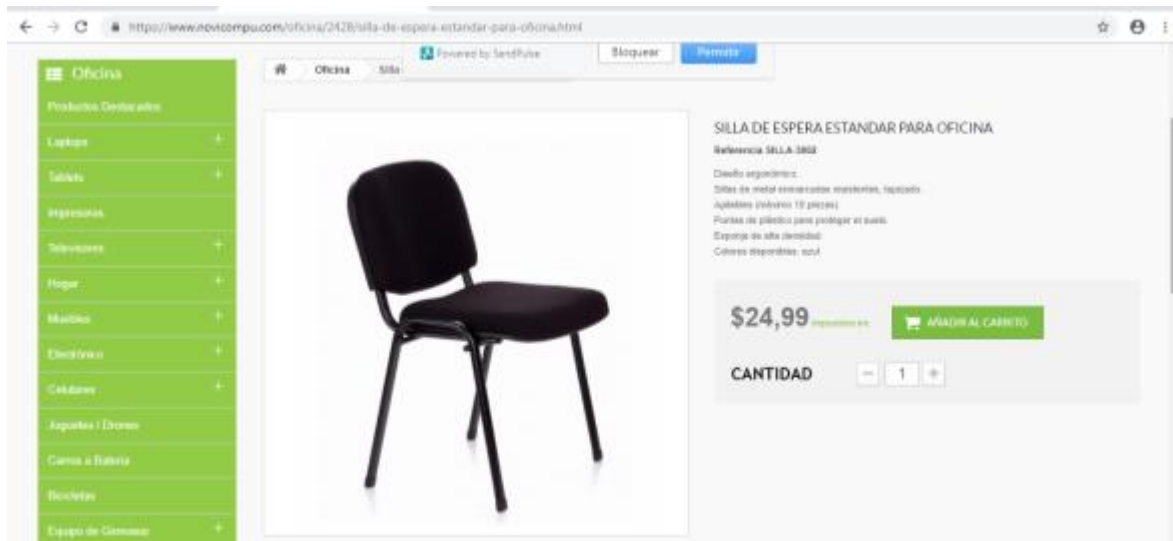 https://www.novicompu.com/oficina/2428/silla-de-espera-estandar-para-oficina.html
Powered by SendPulse
Bloquear
Permitir
Oficina
Oficina
Silla
Productos Destacados
Laptops
Tablets
Impresoras
Televisores
Hogar
Muebles
Electrónico
Celulares
Juguetes / Drones
Carros a Batería
Bicicletas
Equipo de Gimnasio
SILLA DE ESPERA ESTANDAR PARA OFICINA
Referencia SILLA-3002
Diseño ergonómico.
Sillas de metal enmarcadas resistentes, tapizado.
Apilables (máximo 10 piezas)
Puntas de plástico para proteger el suelo.
Esponja de alta densidad.
Colores disponibles: azul
$24,99
AÑADIR AL CARRITO
CANTIDAD
1